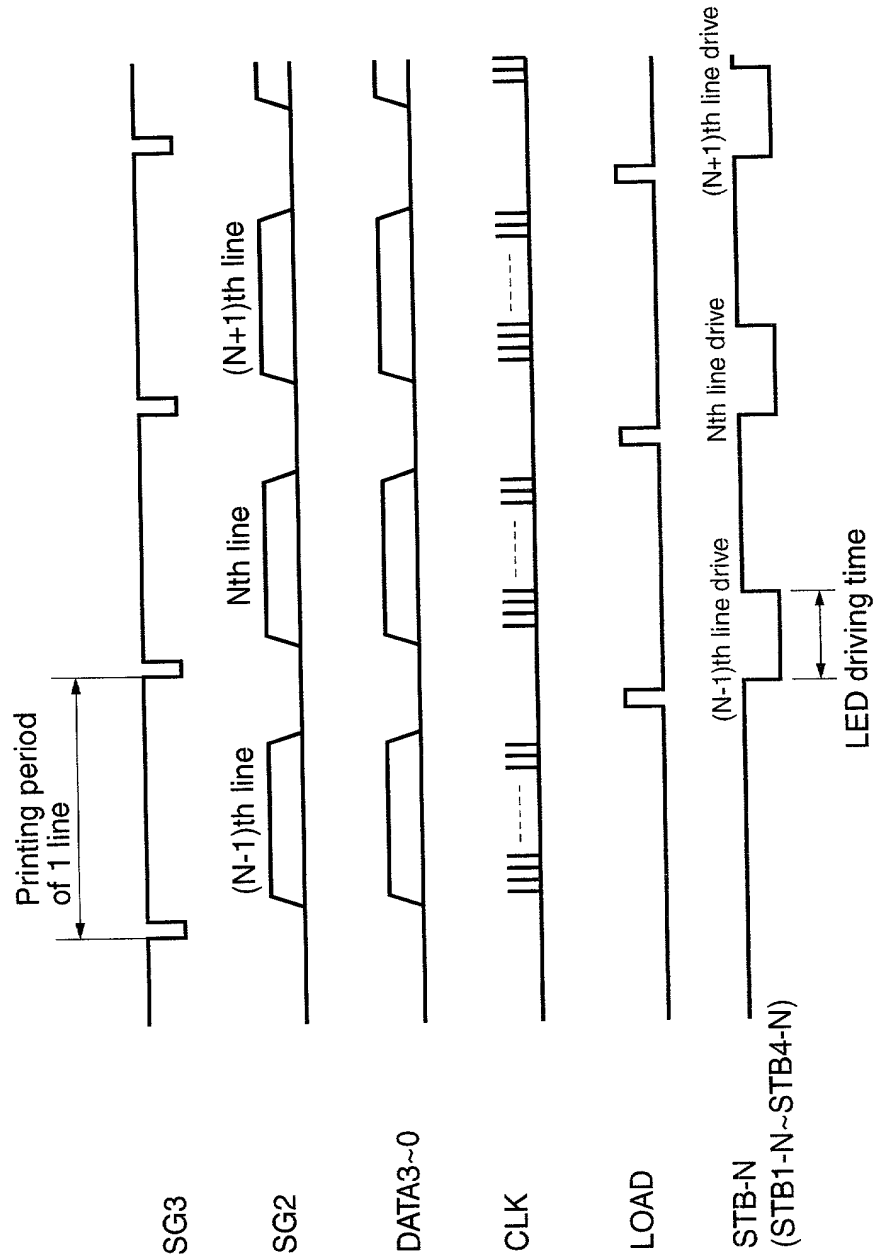 Printing period
of 1 line
SG3
(N-1)th line
Nth line
(N+1)th line
SG2
DATA3~0
CLK
LOAD
(N-1)th line drive
Nth line drive
(N+1)th line drive
STB-N
(STB1-N~STB4-N)
LED driving time